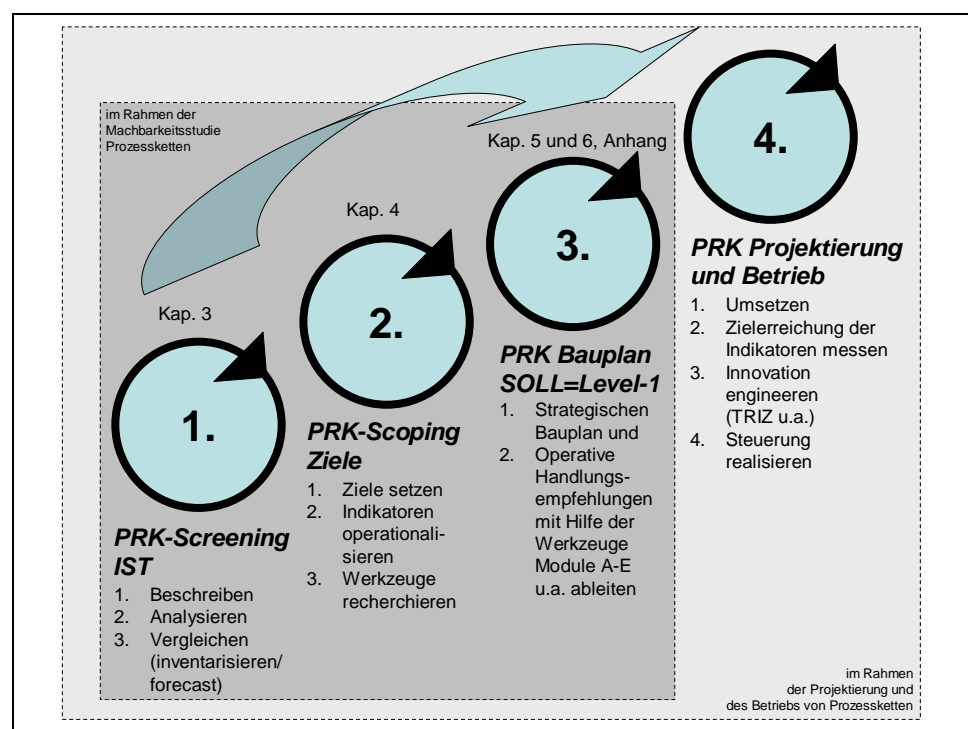 im Rahmen der
Machbarkeitsstudie
Prozessketten
Kap. 3
1.
PRK-Screening
IST
1. Beschreiben
2. Analysieren
3. Vergleichen
(inventarisieren/
forecast)
Kap. 4
2.
PRK-Scoping
Ziele
1. Ziele setzen
2. Indikatoren
operationali-
sieren
3. Werkzeuge
recherchieren
Kap. 5 und 6, Anhang
3.
PRK Bauplan
SOLL=Level-1
1. Strategischen
Bauplan und
2. Operative
Handlungs-
empfehlungen
mit Hilfe der
Werkzeuge
Module A-E
u.a. ableiten
4.
PRK Projektierung
und Betrieb
1. Umsetzen
2. Zielerreichung der
Indikatoren messen
3. Innovation
engineeren
(TRIZ u.a.)
4. Steuerung
realisieren
im Rahmen
der Projektierung und
des Betriebs von Prozessketten